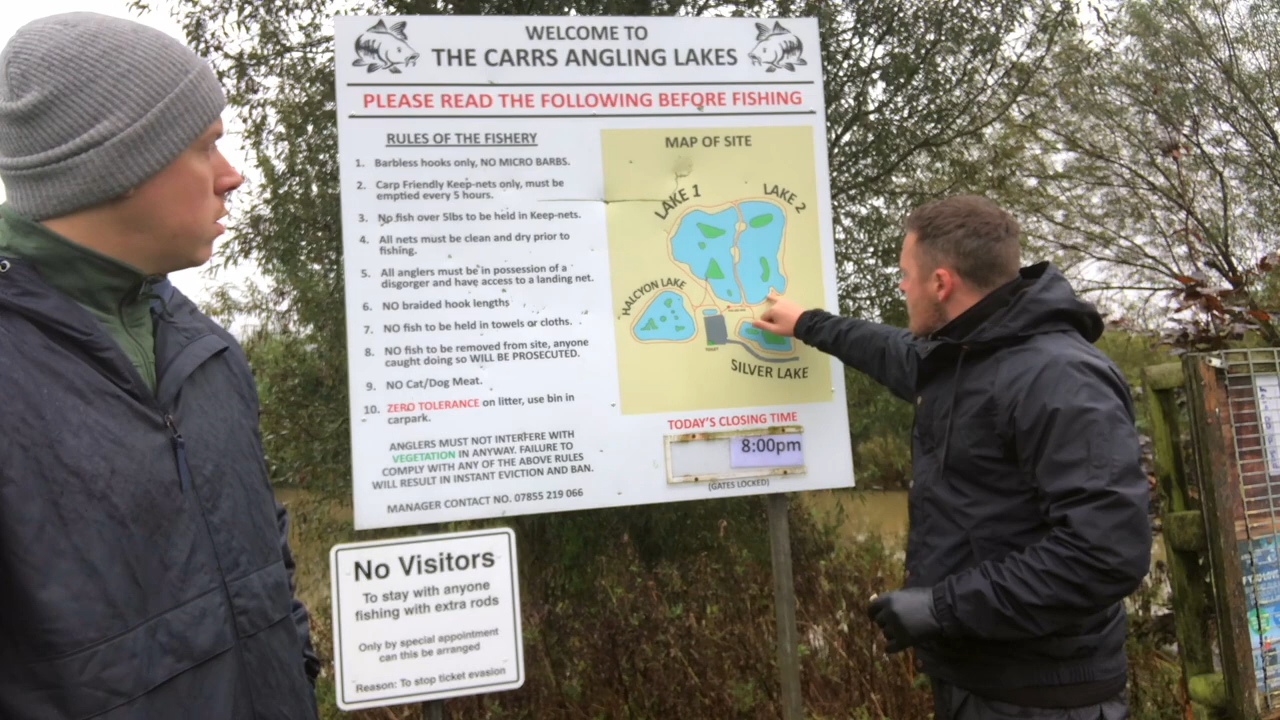 WELCOME TO
THE CARRS ANGLING LAKES
PLEASE READ THE FOLLOWING BEFORE FISHING
RULES OF THE FISHERY
1. Barbless hooks only, NO MICRO BARBS.
2. Carp Friendly Keep-nets only, must be
emptied every 5 hours.
3. No fish over 5lbs to be held in Keep-nets.
4. All nets must be clean and dry prior to
fishing.
5. All anglers must be in possession of a
disgorger and have access to a landing net.
6. NO braided hook lengths
7. NO fish to be held in towels or cloths.
8. NO fish to be removed from site, anyone
caught doing so WILL BE PROSECUTED.
9. NO Cat/Dog Meat.
10. ZERO TOLERANCE on litter, use bin in
carpark.
ANGLERS MUST NOT INTERFERE WITH
VEGETATION IN ANYWAY. FAILURE TO
COMPLY WITH ANY OF THE ABOVE RULES
WILL RESULT IN INSTANT EVICTION AND BAN.
MANAGER CONTACT NO. 07855 219 066
MAP OF SITE
LAKE 1
LAKE 2
HALCYON LAKE
SILVER LAKE
TODAY'S CLOSING TIME
8:00pm
(GATES LOCKED)
No Visitors
To stay with anyone
fishing with extra rods
Only by special appointment
can this be arranged
Reason: To stop ticket evasion